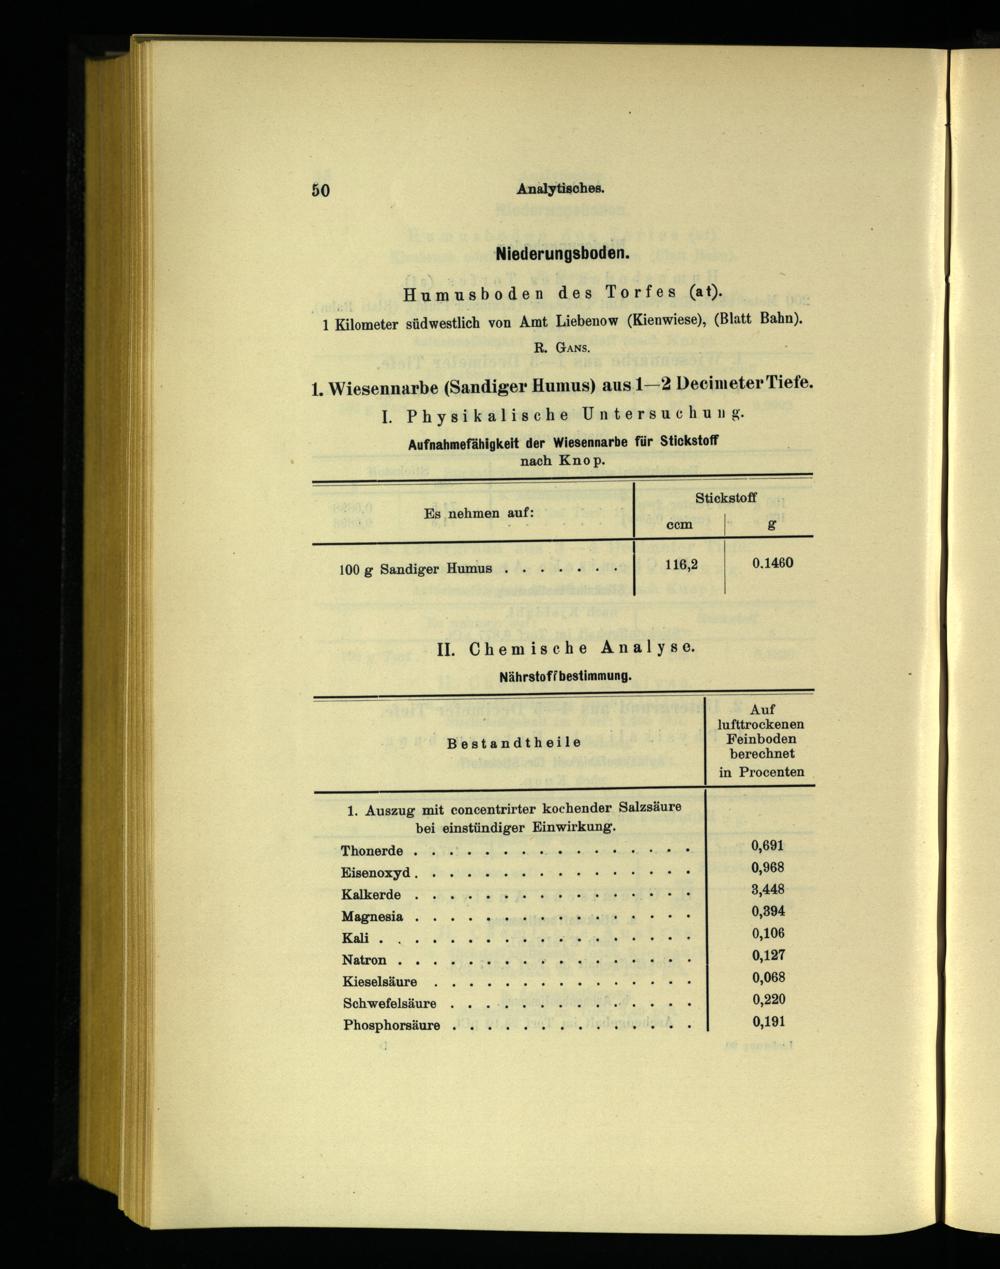 50
Analytisches.
Niederungsboden.
Humusboden des Torfes (at).
1 Kilometer südwestlich von Amt Liebenow (Kienwiese), (Blatt Bahn).
R. GANS.
1. Wiesennarbe (Sandiger Humus) aus 1—2 Decimeter Tiefe.
I. Physikalische Untersuchung.
Aufnahmefähigkeit der Wiesennarbe für Stickstoff
nach Knop.
Es nehmen auf:
Stickstoff
ccm g
100 g Sandiger Humus . . . . . . . 116,2 0.1460
II. Chemische Analyse.
Nährstoffbestimmung.
Bestandtheile
Auf
lufttrockenen
Feinboden
berechnet
in Procenten
1. Auszug mit concentrirter kochender Salzsäure
bei einstündiger Einwirkung.
Thonerde . . . . . . . . . . . . . . . . 0,691
Eisenoxyd . . . . . . . . . . . . . . . . 0,968
Kalkerde . . . . . . . . . . . . . . . . 3,448
Magnesia . . . . . . . . . . . . . . . . 0,394
Kali . . . . . . . . . . . . . . . . . . 0,106
Natron . . . . . . . . . . . . . . . . . 0,127
Kieselsäure . . . . . . . . . . . . . . . 0,068
Schwefelsäure . . . . . . . . . . . . . . 0,220
Phosphorsäure . . . . . . . . . . . . . . 0,191